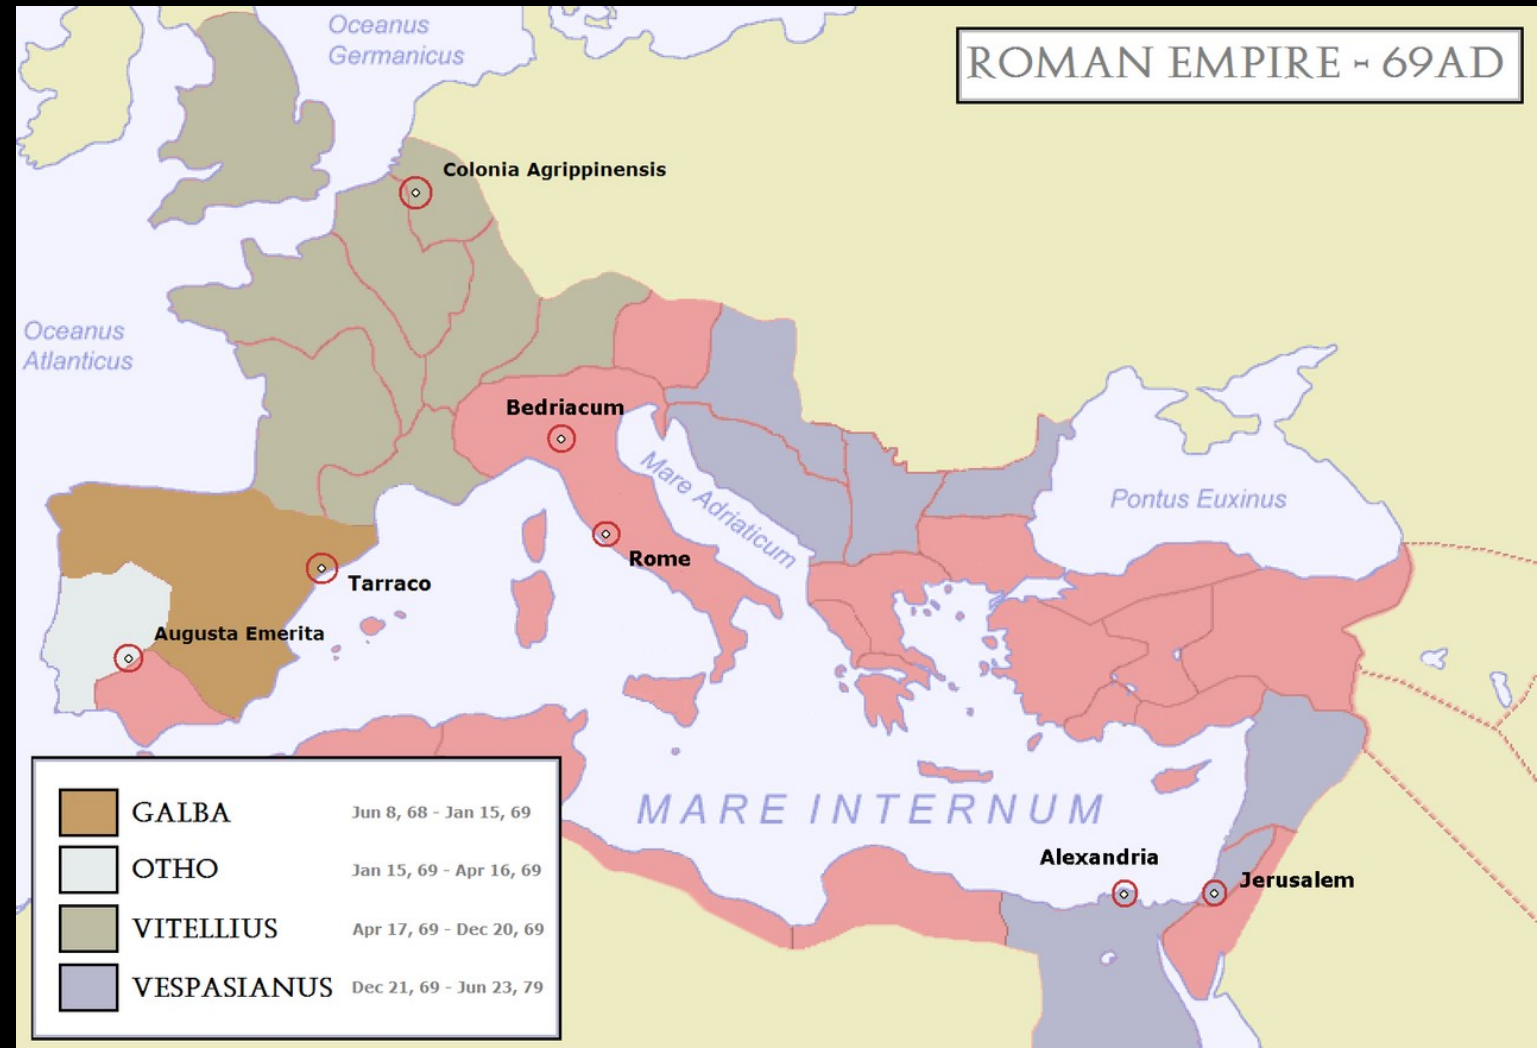 Oceanus
Germanicus
ROMAN EMPIRE - 69AD
Colonia Agrippinensis
Oceanus
Atlanticus
Bedriacum
Mare Adriaticum
Pontus Euxinus
Rome
Tarraco
Augusta Emerita
MARE INTERNUM
Alexandria
Jerusalem
GALBA Jun 8, 68 - Jan 15, 69
OTHO Jan 15, 69 - Apr 16, 69
VITELLIUS Apr 17, 69 - Dec 20, 69
VESPASIANUS Dec 21, 69 - Jun 23, 79